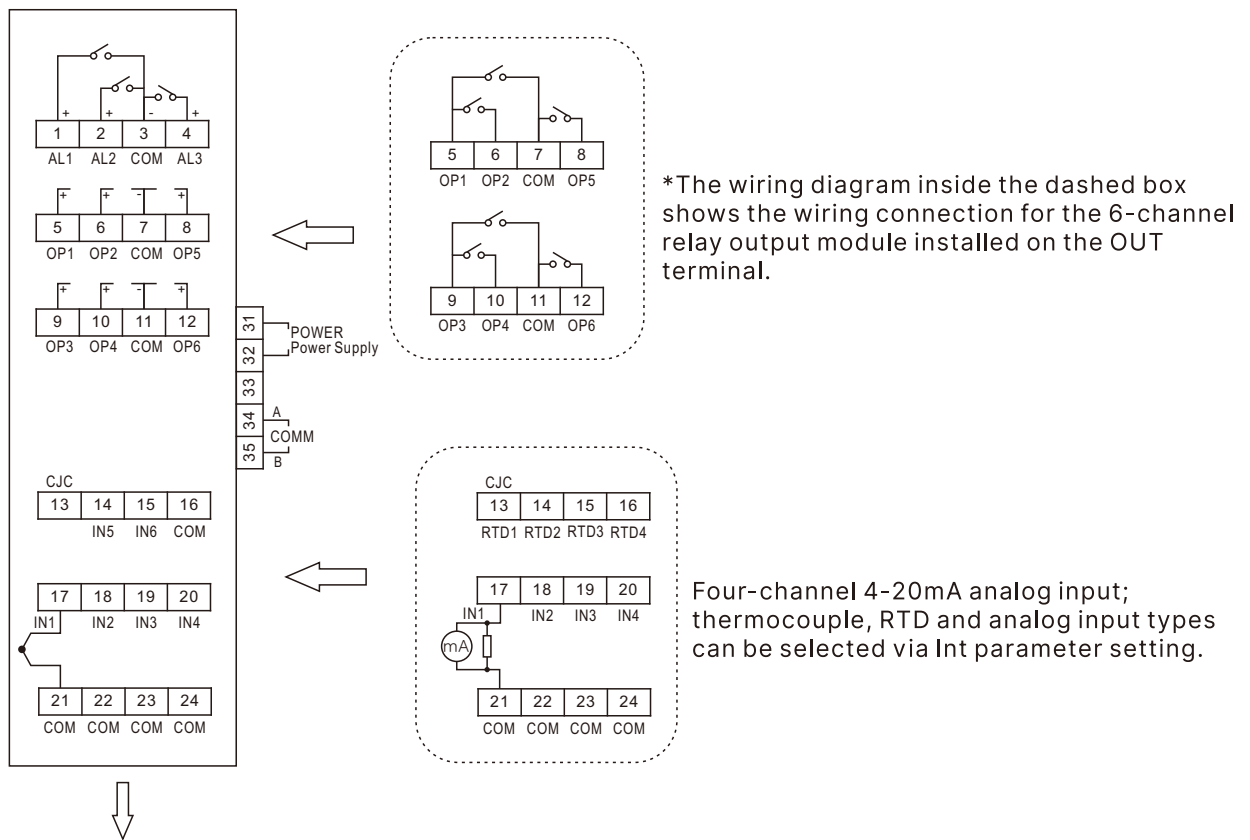 + + - +
1 2 3 4
AL1 AL2 COM AL3
+ + - +
5 6 7 8
OP1 OP2 COM OP5
+ + - +
9 10 11 12
OP3 OP4 COM OP6
31
32
33
34
35
POWER
Power Supply
A
COMM
B
CJC
13 14 15 16
IN5 IN6 COM
17 18 19 20
IN1 IN2 IN3 IN4
21 22 23 24
COM COM COM COM
5 6 7 8
OP1 OP2 COM OP5
9 10 11 12
OP3 OP4 COM OP6
*The wiring diagram inside the dashed box
shows the wiring connection for the 6-channel
relay output module installed on the OUT
terminal.
CJC
13 14 15 16
RTD1 RTD2 RTD3 RTD4
17 18 19 20
IN1 IN2 IN3 IN4
mA
21 22 23 24
COM COM COM COM
Four-channel 4-20mA analog input;
thermocouple, RTD and analog input types
can be selected via Int parameter setting.